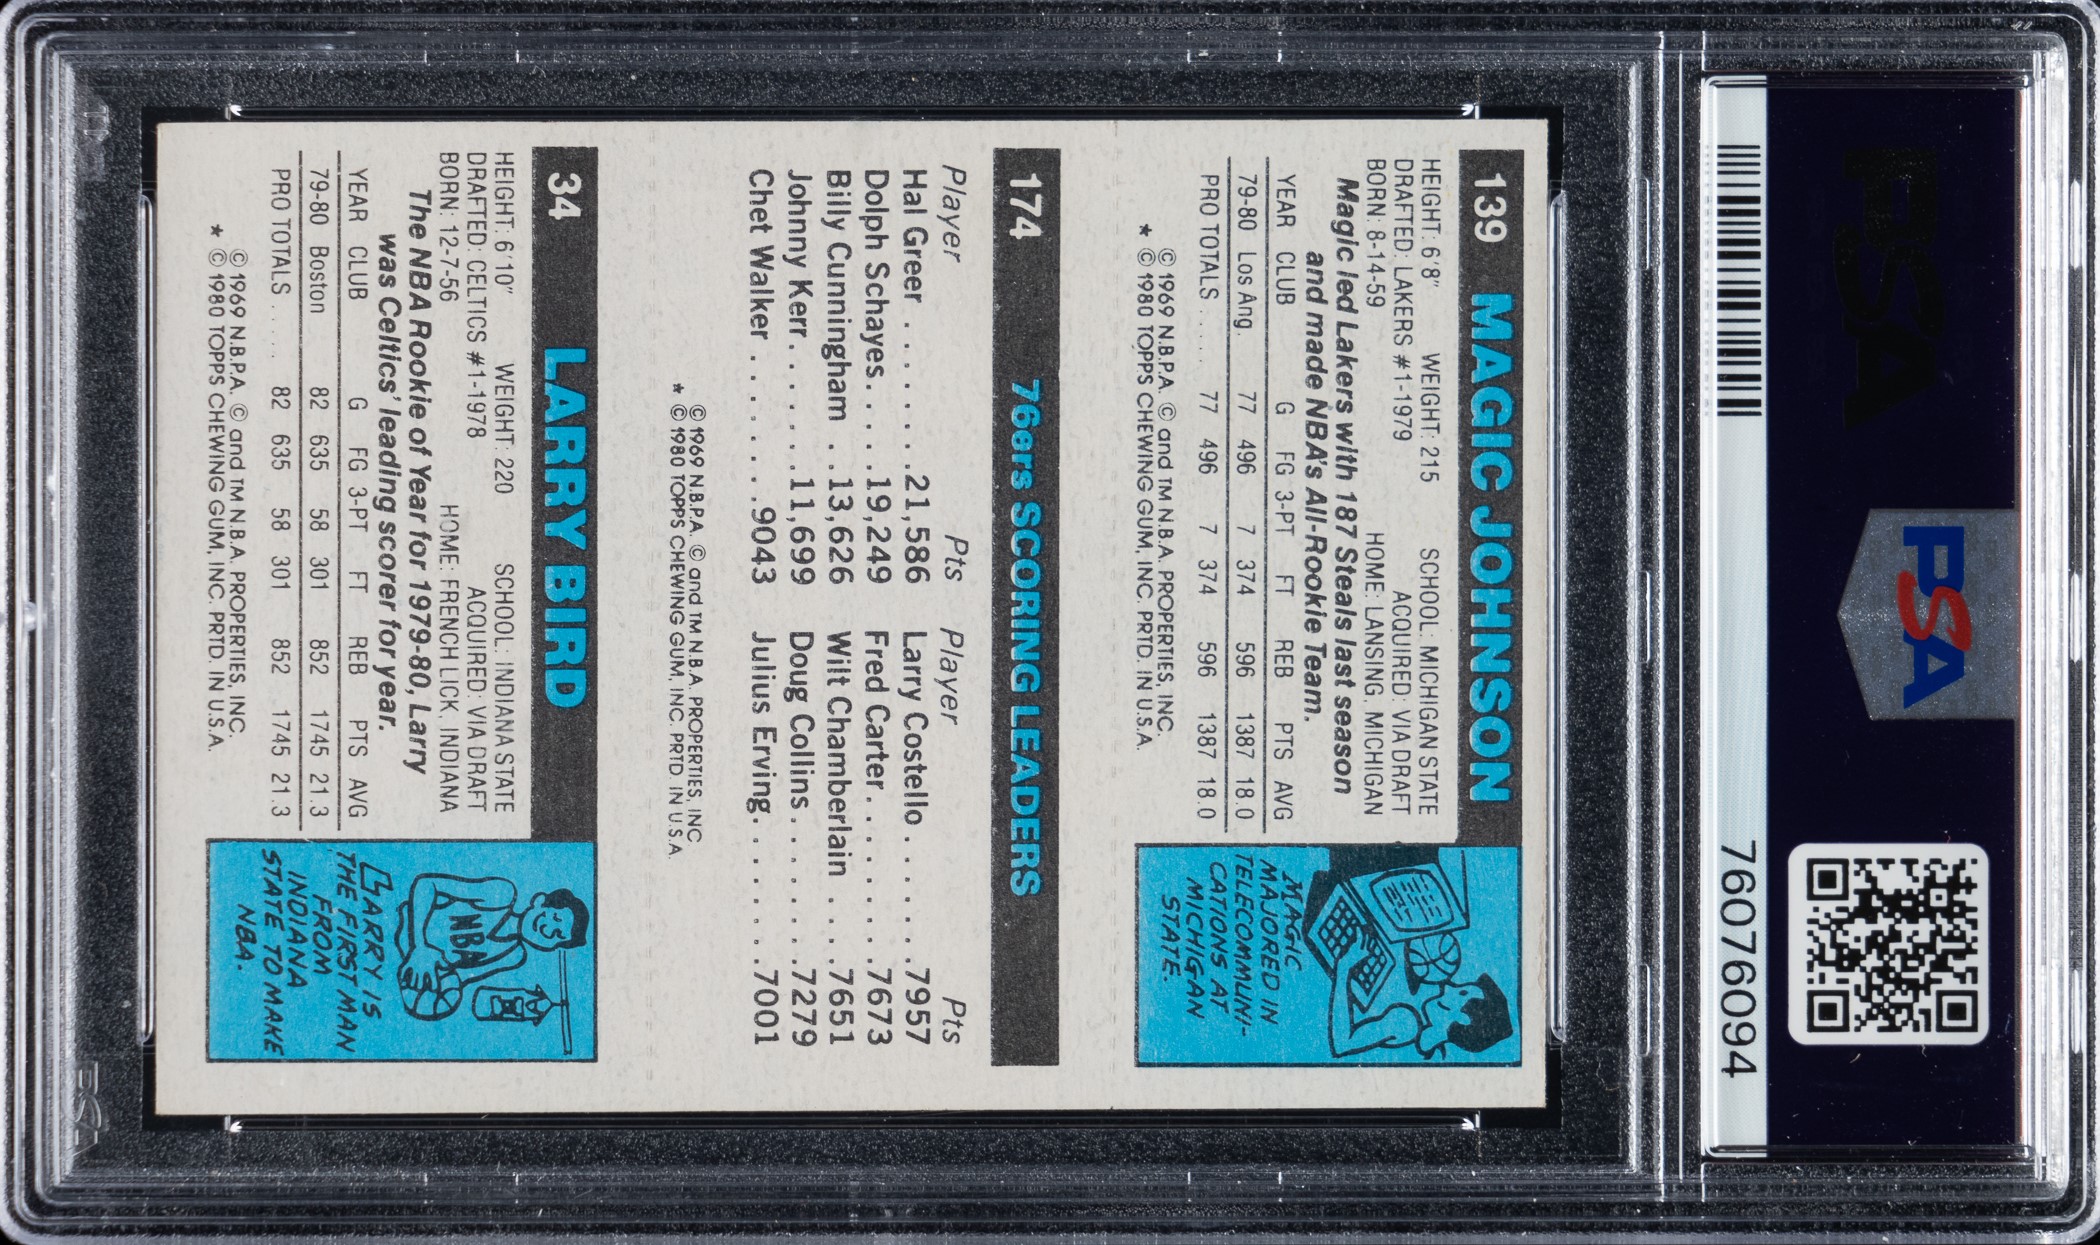 PSA
76076094
139 MAGIC JOHNSON
HEIGHT: 6'8" WEIGHT: 215 SCHOOL: MICHIGAN STATE
DRAFTED: LAKERS #1-1979 ACQUIRED: VIA DRAFT
BORN: 8-14-59 HOME: LANSING, MICHIGAN
Magic led Lakers with 187 Steals last season
and made NBA's All-Rookie Team.
YEAR CLUB G FG 3-PT FT REB PTS AVG
79-80 Los Ang. 77 496 7 374 596 1387 18.0
PRO TOTALS ..... 77 496 7 374 596 1387 18.0
© 1969 N.B.P.A. © and TM N.B.A. PROPERTIES, INC.
* © 1980 TOPPS CHEWING GUM, INC. PRTD. IN U.S.A.
MAGIC
MAJORED IN
TELECOMMUNI-
CATIONS AT
MICHIGAN
STATE.
174 76ers SCORING LEADERS
Player Pts Player Pts
Hal Greer ........21,586 Larry Costello .......7957
Dolph Schayes.....19,249 Fred Carter.........7673
Billy Cunningham ..13,626 Wilt Chamberlain ....7651
Johnny Kerr.......11,699 Doug Collins........7279
Chet Walker ........9043 Julius Erving........7001
© 1969 N.B.P.A. © and TM N.B.A. PROPERTIES, INC.
* © 1980 TOPPS CHEWING GUM, INC. PRTD. IN U.S.A.
34 LARRY BIRD
HEIGHT: 6'10" WEIGHT: 220 SCHOOL: INDIANA STATE
DRAFTED: CELTICS #1-1978 ACQUIRED: VIA DRAFT
BORN: 12-7-56 HOME: FRENCH LICK, INDIANA
The NBA Rookie of Year for 1979-80, Larry
was Celtics' leading scorer for year.
YEAR CLUB G FG 3-PT FT REB PTS AVG
79-80 Boston 82 635 58 301 852 1745 21.3
PRO TOTALS ..... 82 635 58 301 852 1745 21.3
© 1969 N.B.P.A. © and TM N.B.A. PROPERTIES, INC.
* © 1980 TOPPS CHEWING GUM, INC. PRTD. IN U.S.A.
NBA
LARRY IS
THE FIRST MAN
FROM
INDIANA
STATE TO MAKE
NBA.
PSA